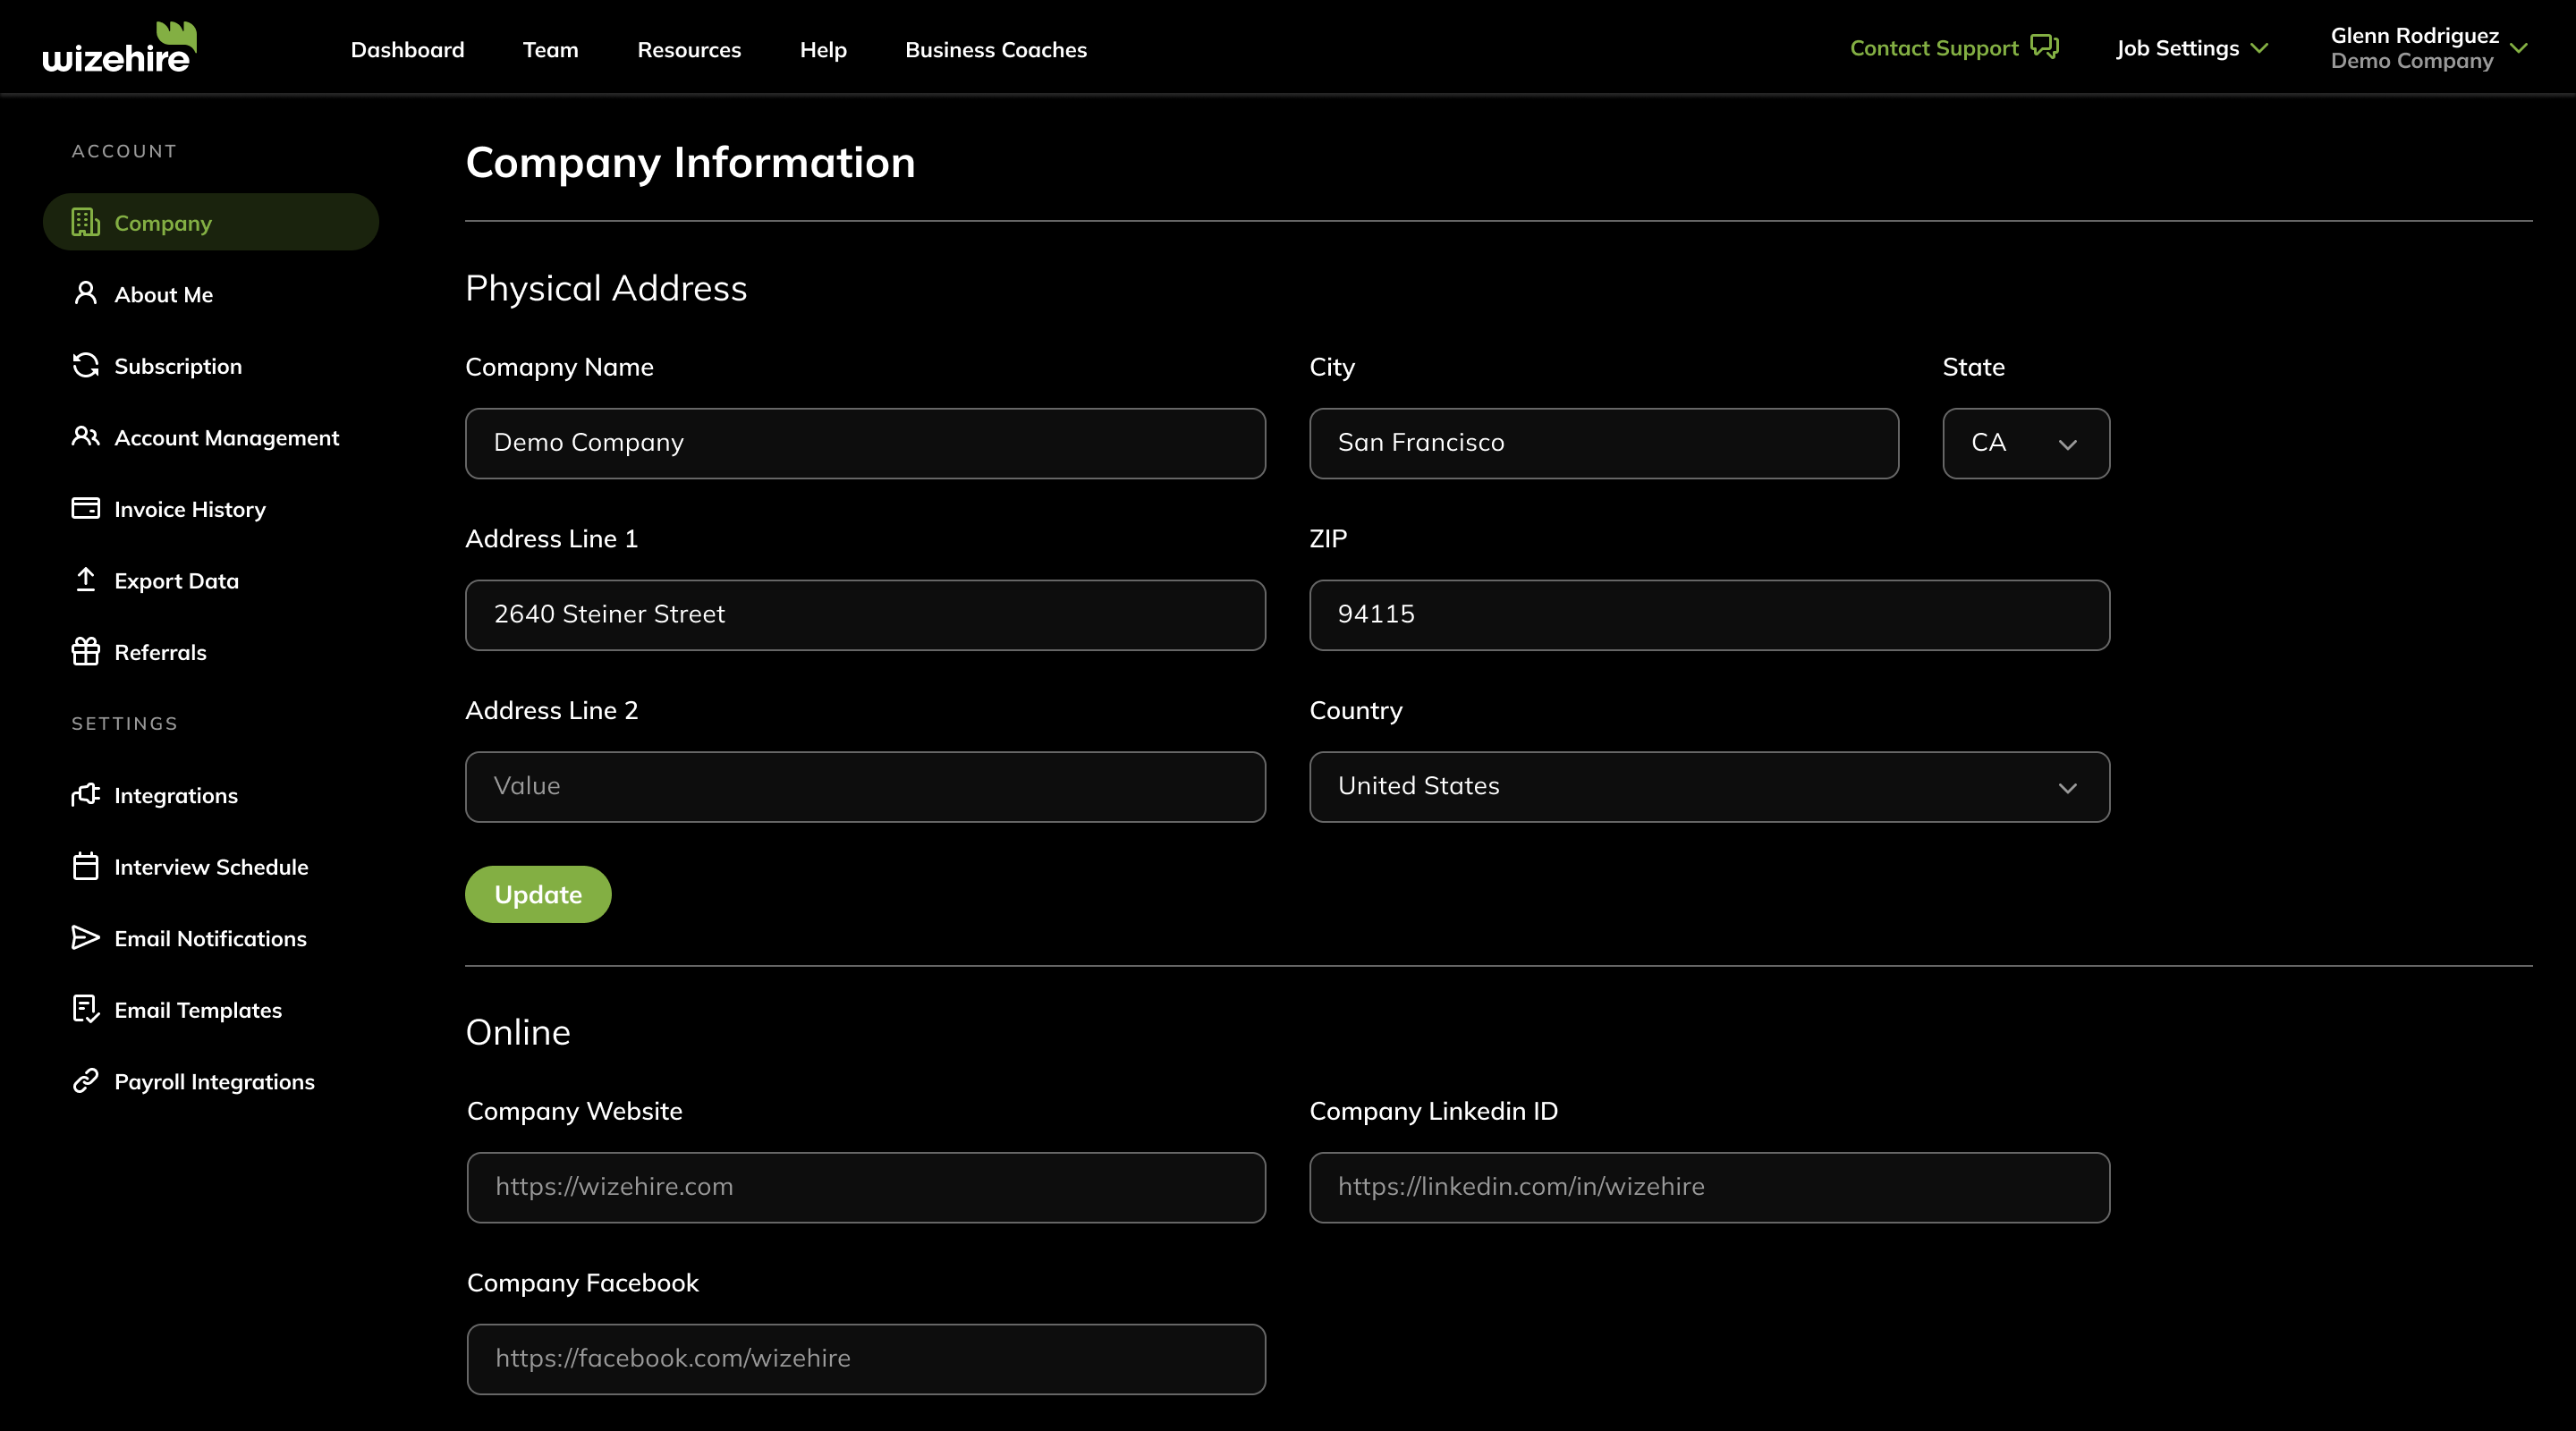 wizehire
Dashboard
Team
Resources
Help
Business Coaches
Contact Support
Job Settings
Glenn Rodriguez
Demo Company
ACCOUNT
Company
About Me
Subscription
Account Management
Invoice History
Export Data
Referrals
SETTINGS
Integrations
Interview Schedule
Email Notifications
Email Templates
Payroll Integrations
Company Information
Physical Address
Comapny Name
City
State
Demo Company
San Francisco
CA
Address Line 1
ZIP
2640 Steiner Street
94115
Address Line 2
Country
Value
United States
Update
Online
Company Website
Company Linkedin ID
https://wizehire.com
https://linkedin.com/in/wizehire
Company Facebook
https://facebook.com/wizehire